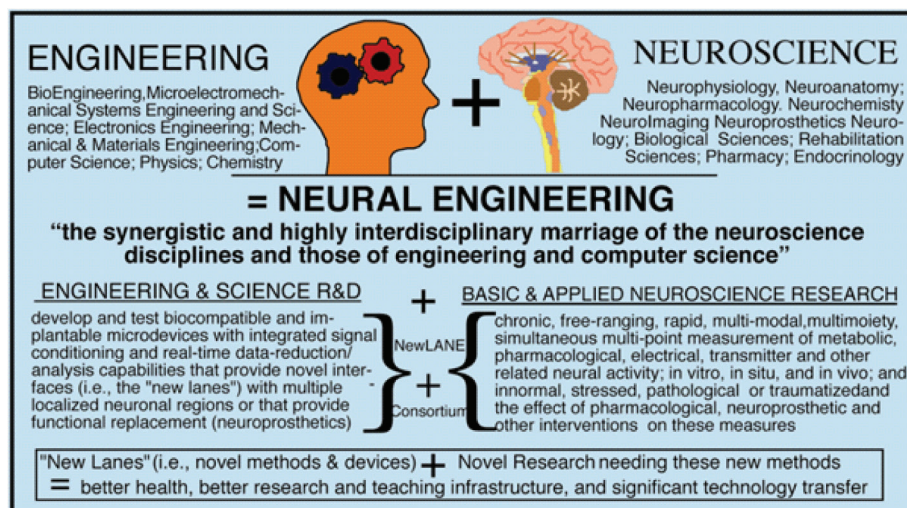 ENGINEERING
BioEngineering,Microelectromech-
anical Systems Engineering and Sci-
ence; Electronics Engineering; Mec-
hanical & Materials Engineering;Com-
puter Science; Physics; Chemistry
+
NEUROSCIENCE
Neurophysiology, Neuroanatomy;
Neuropharmacology. Neurochemisty
NeuroImaging Neuroprosthetics Neuro-
logy; Biological Sciences; Rehabilitation
Sciences; Pharmacy; Endocrinology
= NEURAL ENGINEERING
“the synergistic and highly interdisciplinary marriage of the neuroscience
disciplines and those of engineering and computer science”
ENGINEERING & SCIENCE R&D
develop and test biocompatible and im-
plantable microdevices with integrated signal
conditioning and real-time data-reduction/
analysis capabilities that provide novel inter-
faces (i.e., the "new lanes") with multiple -
localized neuronal regions or that provide
functional replacement (neuroprosthetics)
+
NewLANE
+
Consortium
BASIC & APPLIED NEUROSCIENCE RESEARCH
chronic, free-ranging, rapid, multi-modal,multimoiety,
simultaneous multi-point measurement of metabolic,
pharmacological, electrical, transmitter and other
related neural activity; in vitro, in situ, and in vivo; and
innormal, stressed, pathological or traumatizedand
the effect of pharmacological, neuroprosthetic and
other interventions on these measures
"New Lanes"(i.e., novel methods & devices) + Novel Research needing these new methods
= better health, better research and teaching infrastructure, and significant technology transfer